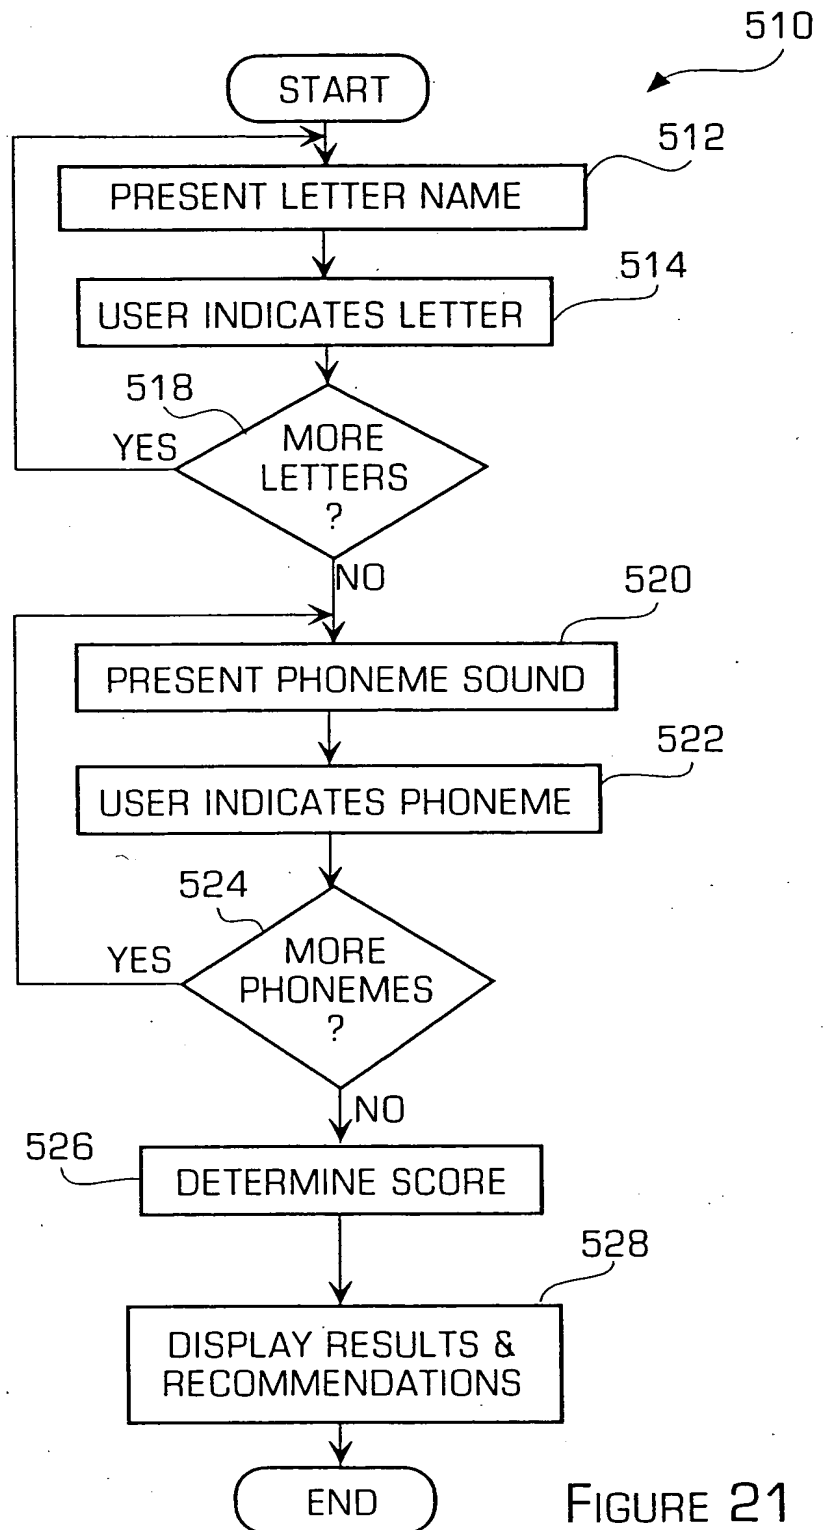 510
START
512
PRESENT LETTER NAME
514
USER INDICATES LETTER
518
YES
MORE
LETTERS
?
NO
520
PRESENT PHONEME SOUND
522
USER INDICATES PHONEME
524
YES
MORE
PHONEMES
?
NO
526
DETERMINE SCORE
528
DISPLAY RESULTS &
RECOMMENDATIONS
END
FIGURE 21